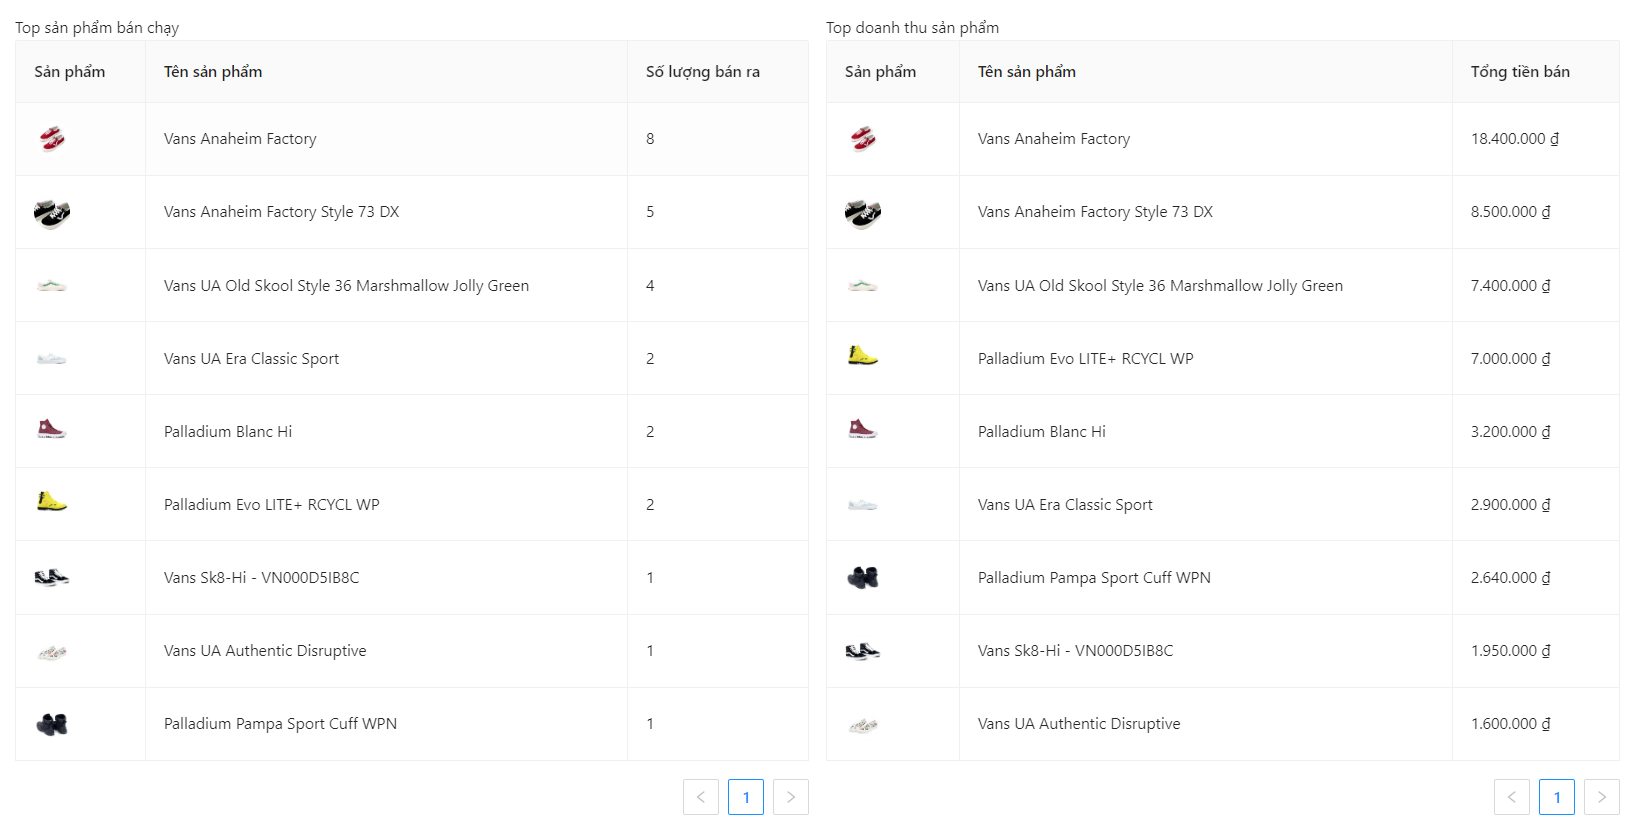 Top sản phẩm bán chạy
Sản phẩm Tên sản phẩm Số lượng bán ra
Vans Anaheim Factory 8
Vans Anaheim Factory Style 73 DX 5
Vans UA Old Skool Style 36 Marshmallow Jolly Green 4
Vans UA Era Classic Sport 2
Palladium Blanc Hi 2
Palladium Evo LITE+ RCYCL WP 2
Vans Sk8-Hi - VN000D5IB8C 1
Vans UA Authentic Disruptive 1
Palladium Pampa Sport Cuff WPN 1
1
Top doanh thu sản phẩm
Sản phẩm Tên sản phẩm Tổng tiền bán
Vans Anaheim Factory 18.400.000 ₫
Vans Anaheim Factory Style 73 DX 8.500.000 ₫
Vans UA Old Skool Style 36 Marshmallow Jolly Green 7.400.000 ₫
Palladium Evo LITE+ RCYCL WP 7.000.000 ₫
Palladium Blanc Hi 3.200.000 ₫
Vans UA Era Classic Sport 2.900.000 ₫
Palladium Pampa Sport Cuff WPN 2.640.000 ₫
Vans Sk8-Hi - VN000D5IB8C 1.950.000 ₫
Vans UA Authentic Disruptive 1.600.000 ₫
1